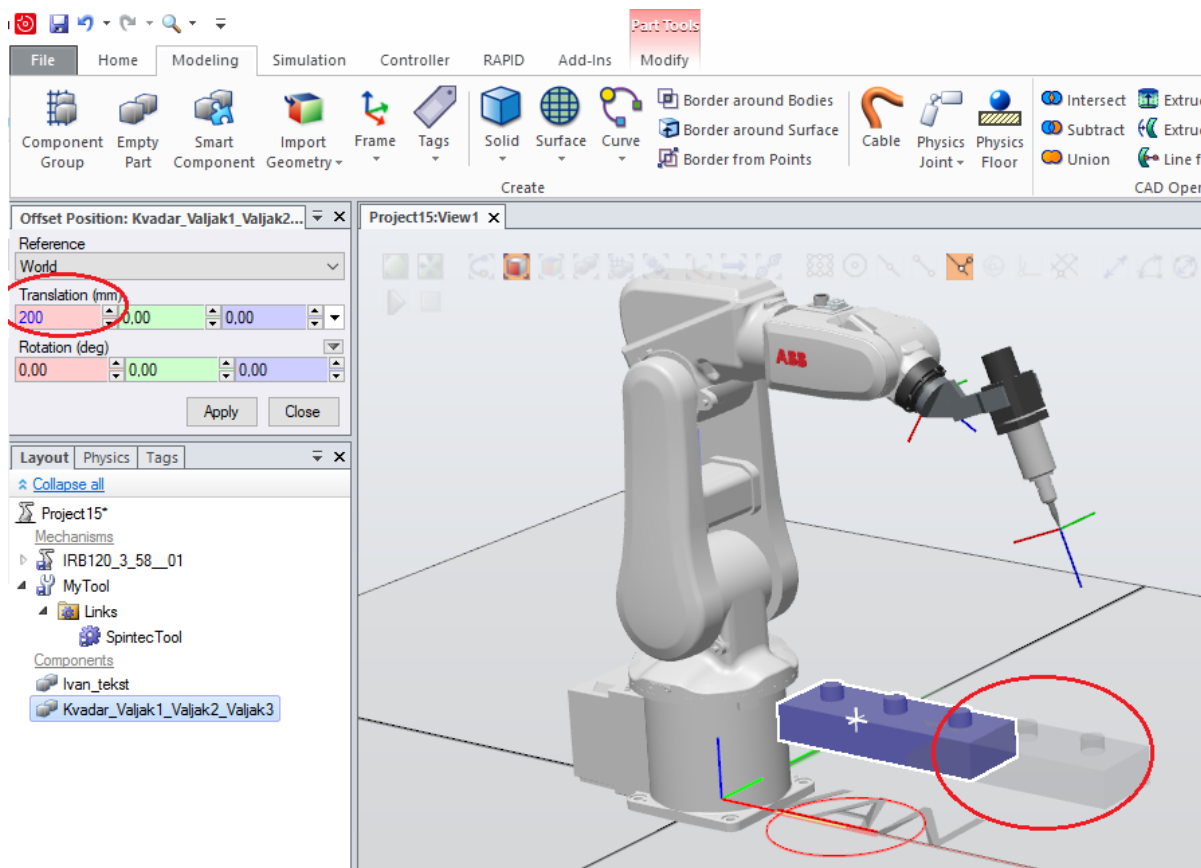 Part Tools
File Home Modeling Simulation Controller RAPID Add-Ins Modify
Component Group
Empty Part
Smart Component
Import Geometry
Frame
Tags
Solid
Surface
Curve
Border around Bodies
Border around Surface
Border from Points
Create
Cable
Physics Joint
Physics Floor
Intersect
Subtract
Union
Extru
Extru
Line f
CAD Oper
Offset Position: Kvadar_Valjak1_Valjak2...
Reference
World
Translation (mm)
200 0,00 0,00
Rotation (deg)
0,00 0,00 0,00
Apply Close
Layout Physics Tags
Collapse all
Project15*
Mechanisms
IRB120_3_58__01
MyTool
Links
SpintecTool
Components
Ivan_tekst
Kvadar_Valjak1_Valjak2_Valjak3
Project15:View1
ABB